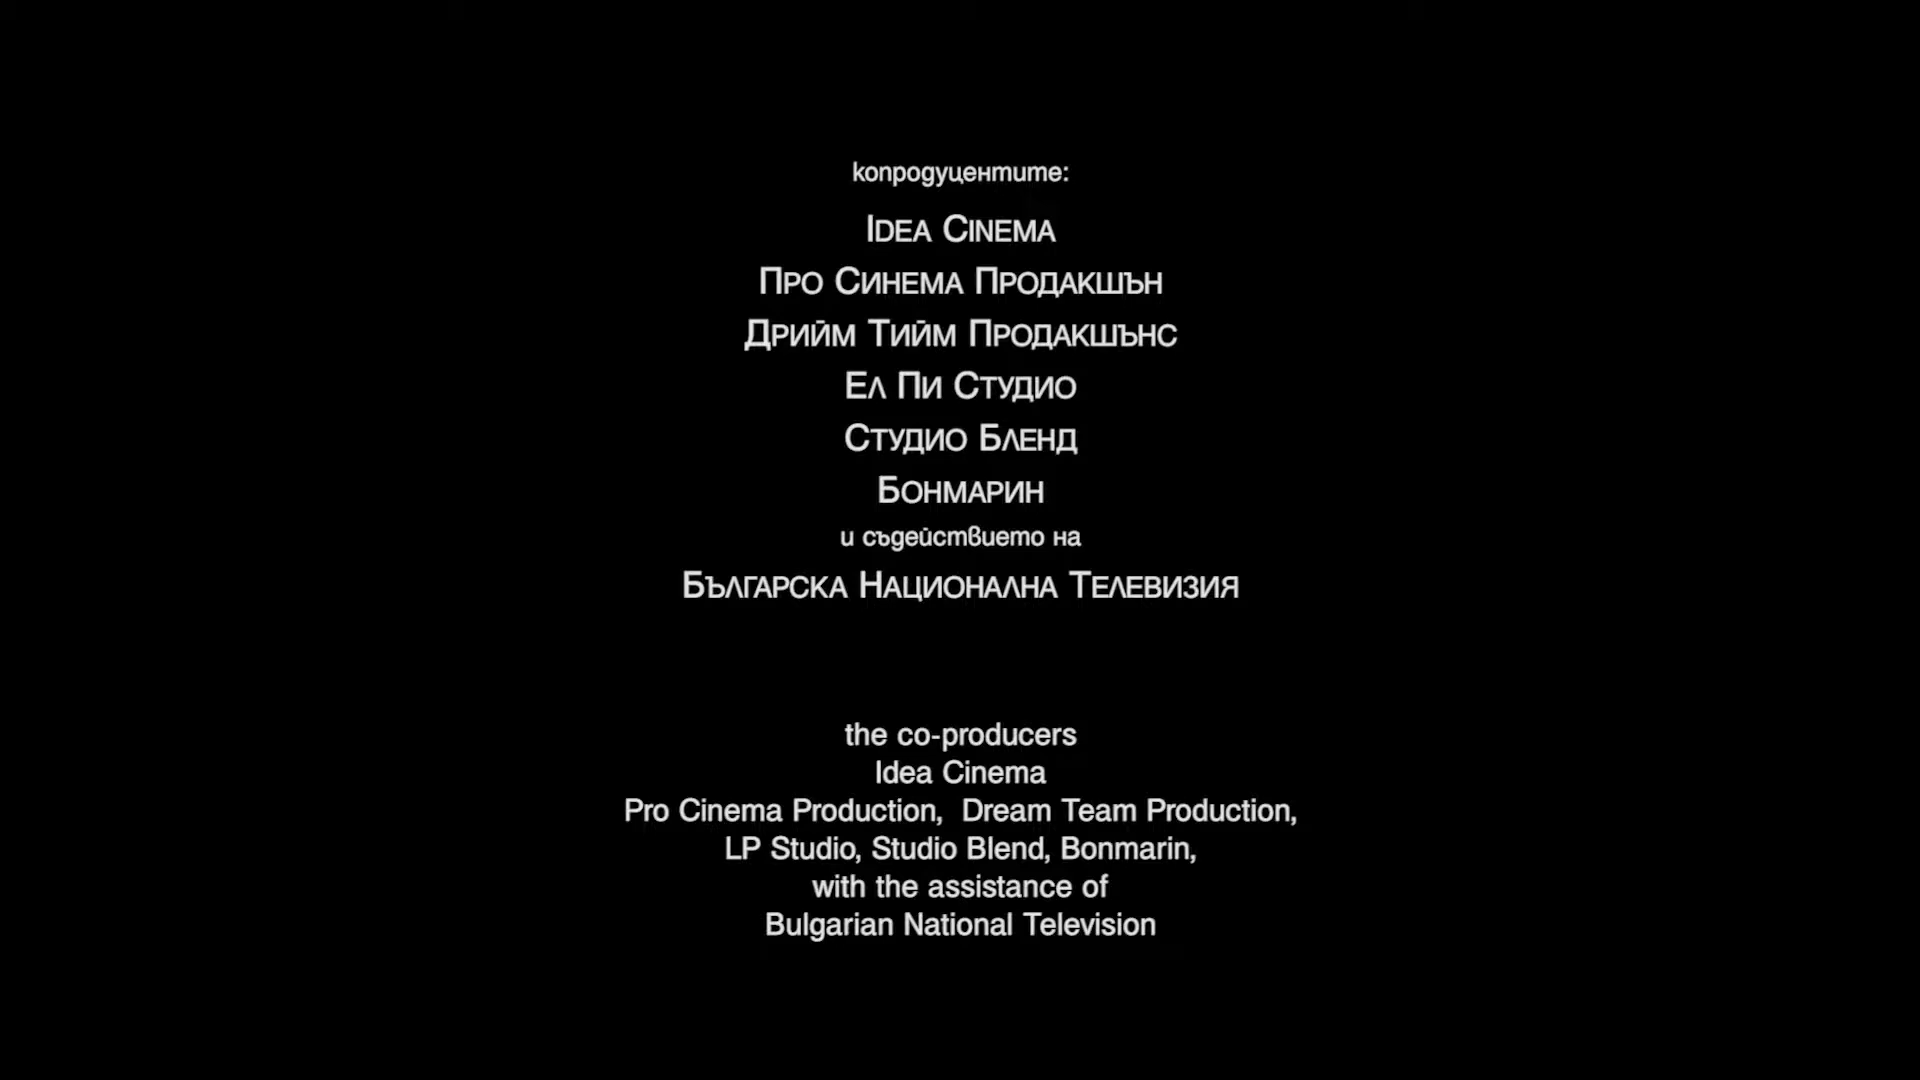 копродуцентите:
IDEA CINEMA
ПРО СИНЕМА ПРОДАКШЪН
ДРИЙМ ТИЙМ ПРОДАКШЪНС
ЕЛ ПИ СТУДИО
СТУДИО БЛЕНД
БОНМАРИН
и съдействието на
БЪЛГАРСКА НАЦИОНАЛНА ТЕЛЕВИЗИЯ
the co-producers
Idea Cinema
Pro Cinema Production,  Dream Team Production,
LP Studio, Studio Blend, Bonmarin,
with the assistance of
Bulgarian National Television